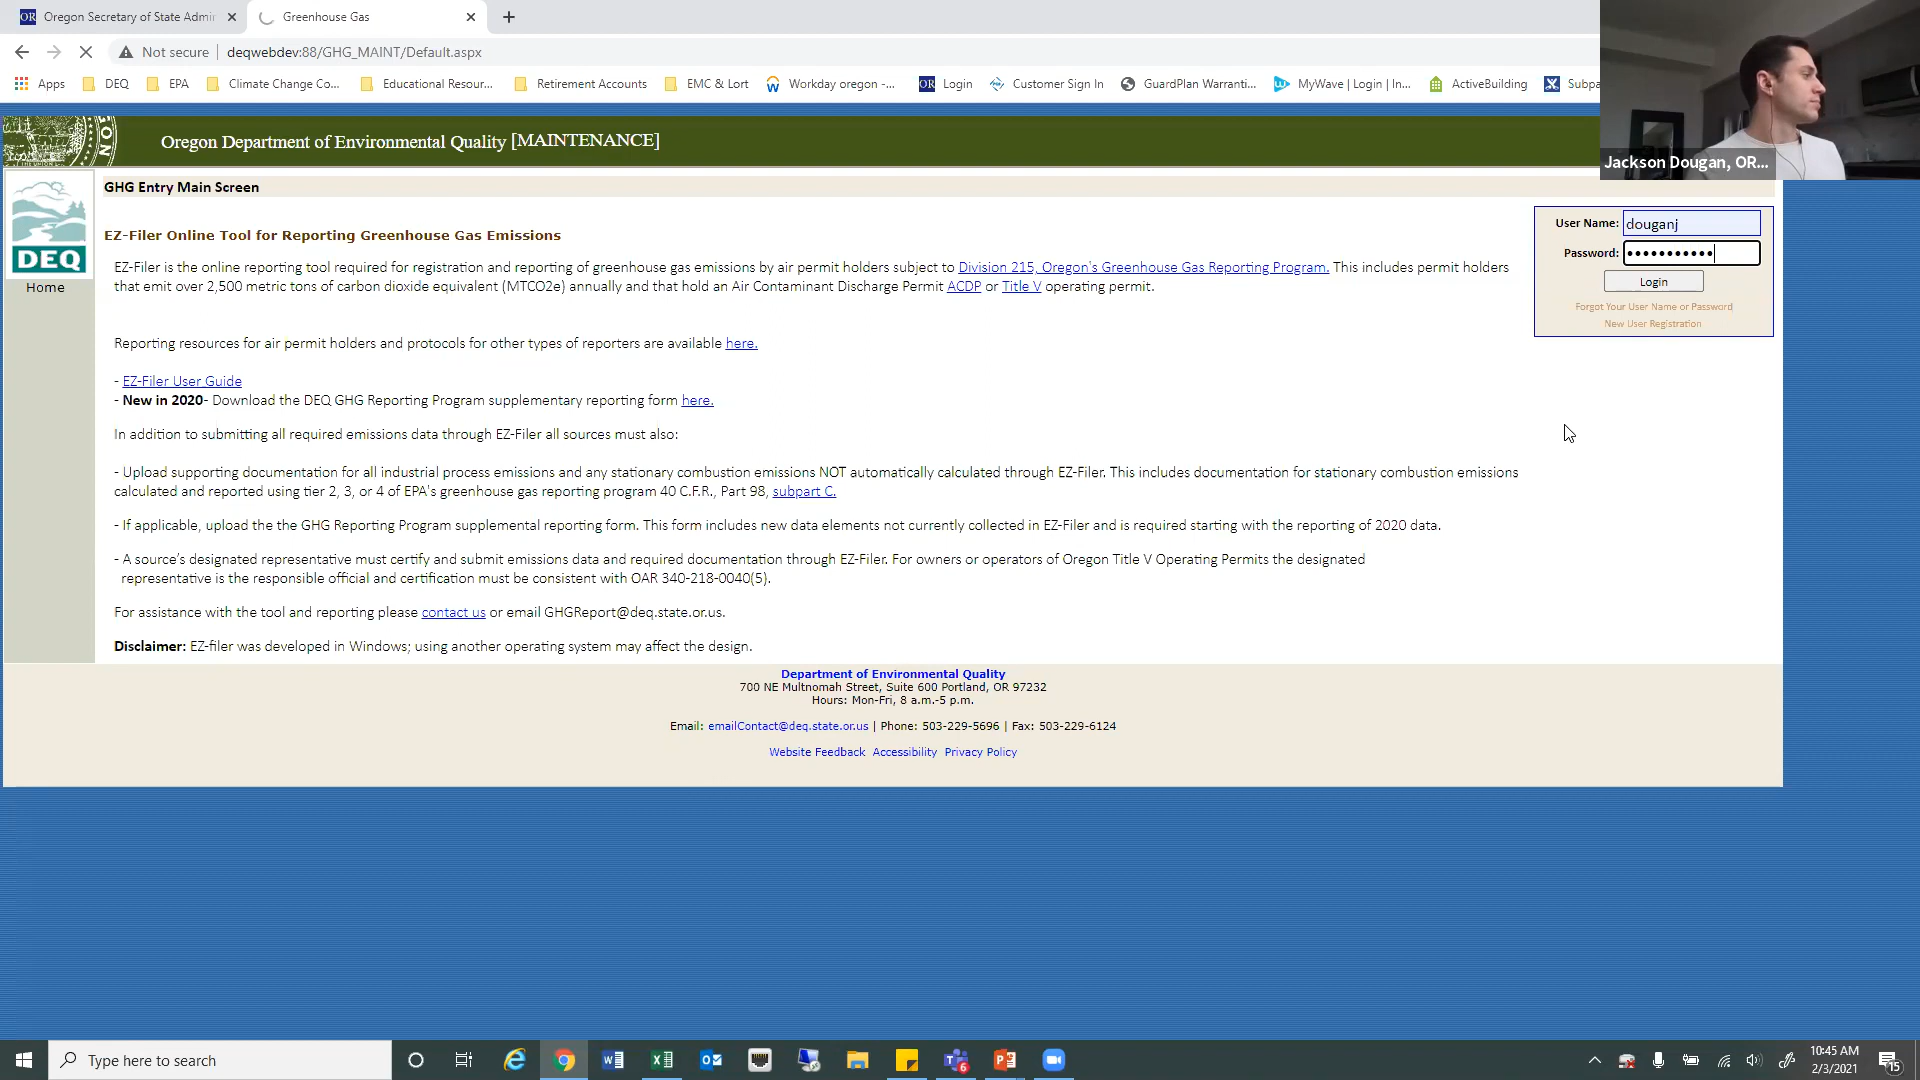 Oregon Secretary of State Admi
Greenhouse Gas
Not secure
deqwebdev:88/GHG_MAINT/Default.aspx
Apps
DEQ
EPA
Climate Change Co...
Educational Resour...
Retirement Accounts
EMC & Lort
Workday oregon -...
Login
Customer Sign In
GuardPlan Warranti...
MyWave | Login | In...
ActiveBuilding
Subpa
Jackson Dougan, OR...
Oregon Department of Environmental Quality [MAINTENANCE]
DEQ
Home
GHG Entry Main Screen
User Name: douganj
Password: •••••••••••
Login
Forgot Your User Name or Password
New User Registration
EZ-Filer Online Tool for Reporting Greenhouse Gas Emissions
EZ-Filer is the online reporting tool required for registration and reporting of greenhouse gas emissions by air permit holders subject to Division 215, Oregon's Greenhouse Gas Reporting Program. This includes permit holders
that emit over 2,500 metric tons of carbon dioxide equivalent (MTCO2e) annually and that hold an Air Contaminant Discharge Permit ACDP or Title V operating permit.
Reporting resources for air permit holders and protocols for other types of reporters are available here.
- EZ-Filer User Guide
- New in 2020- Download the DEQ GHG Reporting Program supplementary reporting form here.
In addition to submitting all required emissions data through EZ-Filer all sources must also:
- Upload supporting documentation for all industrial process emissions and any stationary combustion emissions NOT automatically calculated through EZ-Filer. This includes documentation for stationary combustion emissions
calculated and reported using tier 2, 3, or 4 of EPA's greenhouse gas reporting program 40 C.F.R., Part 98, subpart C.
- If applicable, upload the the GHG Reporting Program supplemental reporting form. This form includes new data elements not currently collected in EZ-Filer and is required starting with the reporting of 2020 data.
- A source's designated representative must certify and submit emissions data and required documentation through EZ-Filer. For owners or operators of Oregon Title V Operating Permits the designated
representative is the responsible official and certification must be consistent with OAR 340-218-0040(5).
For assistance with the tool and reporting please contact us or email GHGReport@deq.state.or.us.
Disclaimer: EZ-filer was developed in Windows; using another operating system may affect the design.
Department of Environmental Quality
700 NE Multnomah Street, Suite 600 Portland, OR 97232
Hours: Mon-Fri, 8 a.m.-5 p.m.
Email: emailContact@deq.state.or.us | Phone: 503-229-5696 | Fax: 503-229-6124
Website Feedback Accessibility Privacy Policy
Type here to search
10:45 AM
2/3/2021
15